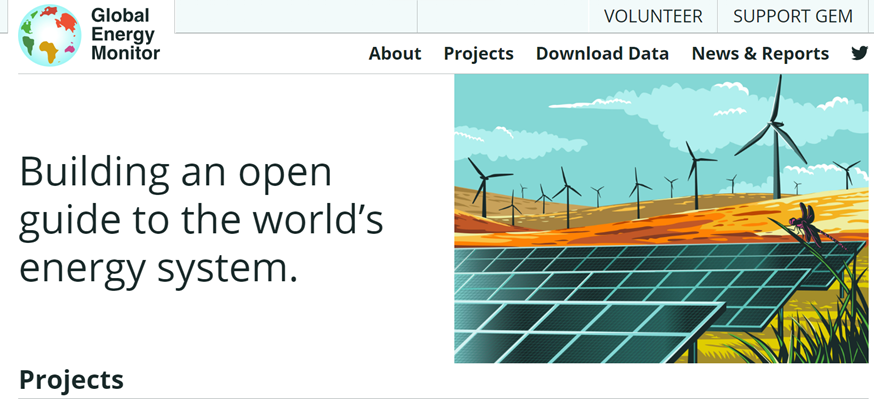 Global
Energy
Monitor
VOLUNTEER SUPPORT GEM
About Projects Download Data News & Reports
Building an open
guide to the world's
energy system.
Projects